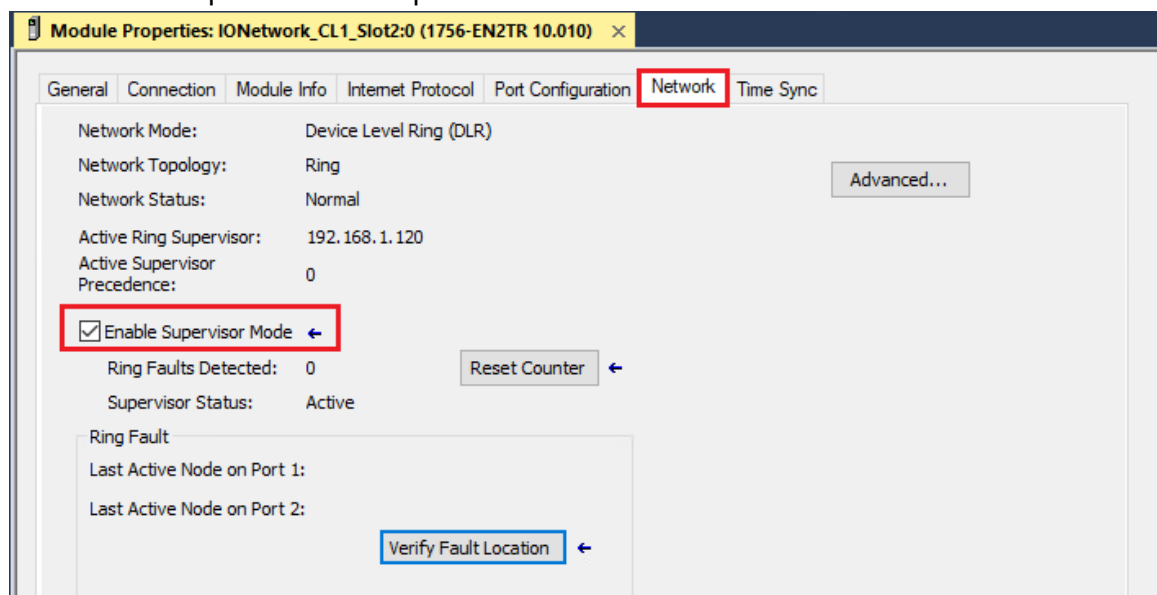 Module Properties: IONetwork_CL1_Slot2:0 (1756-EN2TR 10.010) ×
General Connection Module Info Internet Protocol Port Configuration Network Time Sync
Network Mode: Device Level Ring (DLR)
Network Topology: Ring
Advanced...
Network Status: Normal
Active Ring Supervisor: 192.168.1.120
Active Supervisor
Precedence: 0
Enable Supervisor Mode
Ring Faults Detected: 0 Reset Counter
Supervisor Status: Active
Ring Fault
Last Active Node on Port 1:
Last Active Node on Port 2:
Verify Fault Location